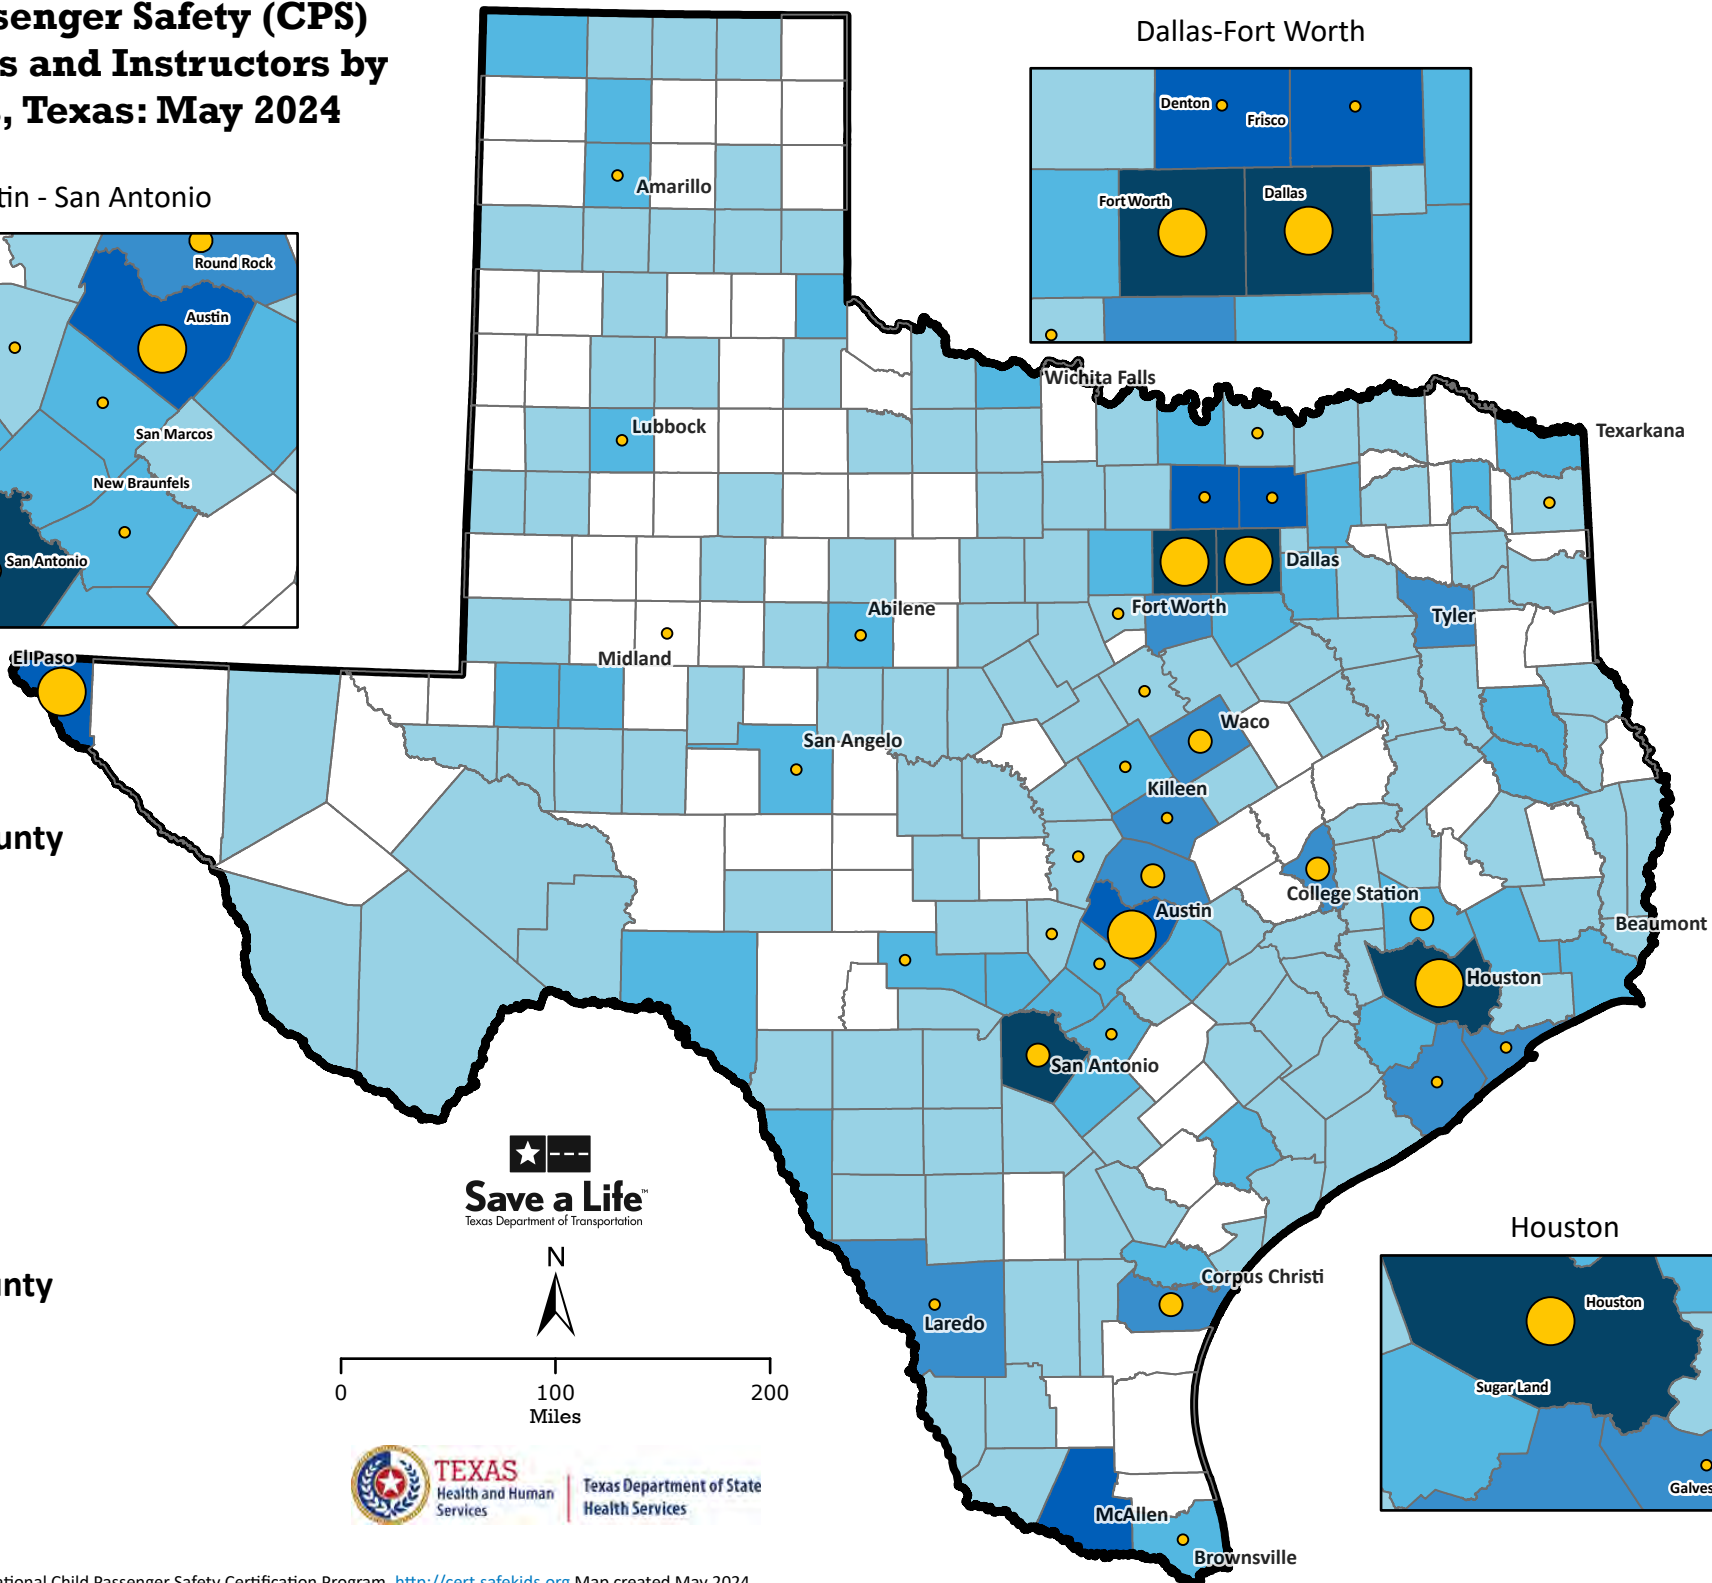 senger Safety (CPS)
s and Instructors by
, Texas: May 2024
Dallas-Fort Worth
Denton
Frisco
Fort Worth
Dallas
tin - San Antonio
Round Rock
Austin
San Marcos
New Braunfels
San Antonio
Amarillo
Wichita Falls
Lubbock
Texarkana
Dallas
Abilene
Fort Worth
Tyler
El Paso
Midland
Waco
San Angelo
Killeen
unty
College Station
Austin
Beaumont
Houston
San Antonio
Save a Life™
Texas Department of Transportation
N
Houston
Houston
Sugar Land
Galves
Corpus Christi
unty
Laredo
0 100 200
Miles
TEXAS
Health and Human
Services
Texas Department of State
Health Services
McAllen
Brownsville
ational Child Passenger Safety Certification Program, http://cert.safekids.org Map created May 2024